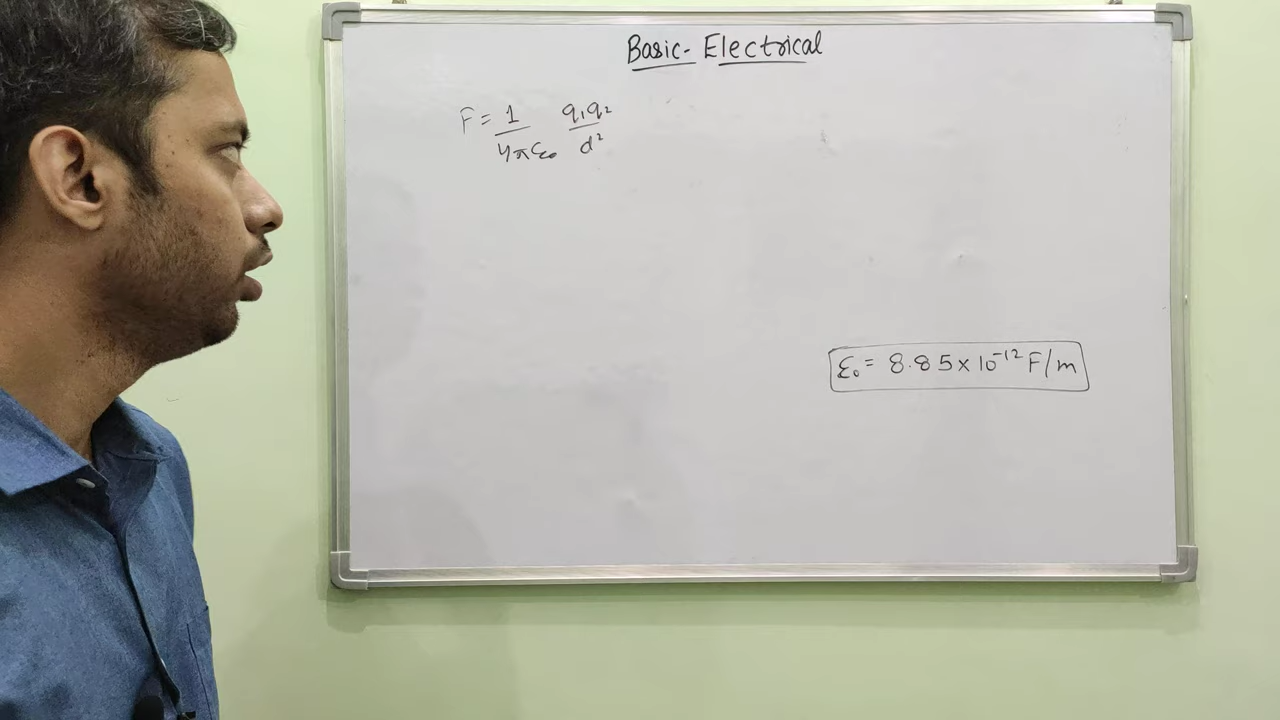 Basic- Electrical
F = 1/4πε₀ q₁q₂/d²
ε₀ = 8.85 x 10⁻¹² F/m